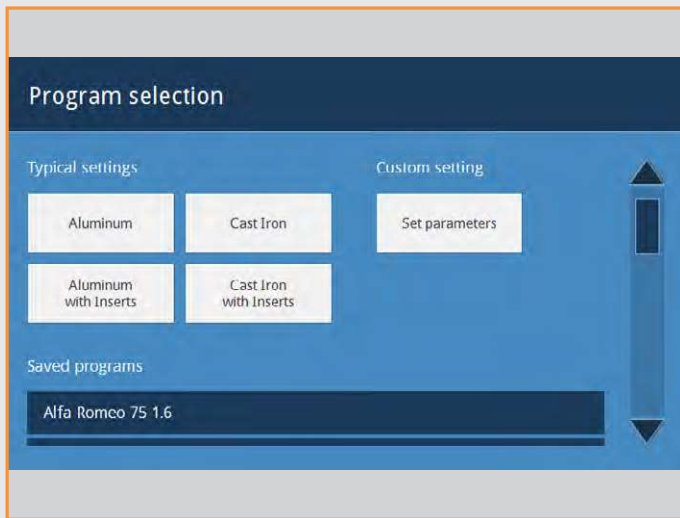 Program selection
Typical settings
Custom setting
Aluminum
Cast Iron
Set parameters
Aluminum
with Inserts
Cast Iron
with Inserts
Saved programs
Alfa Romeo 75 1.6